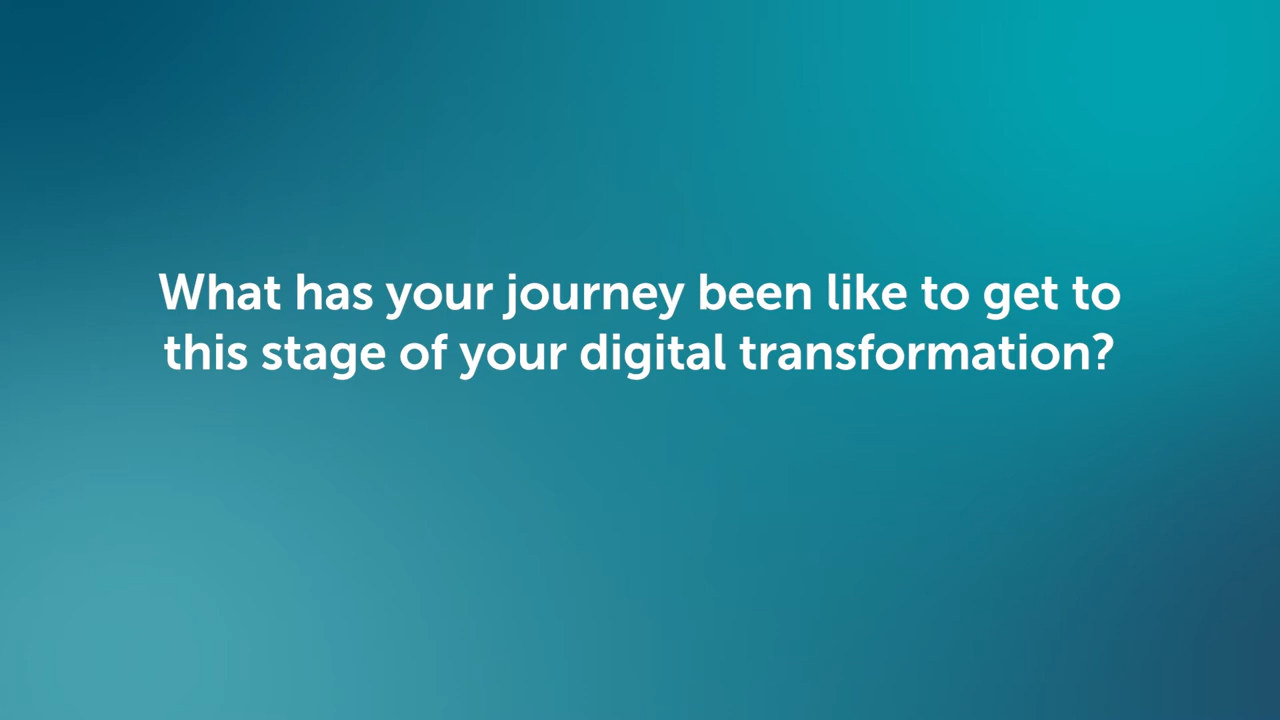 What has your journey been like to get to
this stage of your digital transformation?